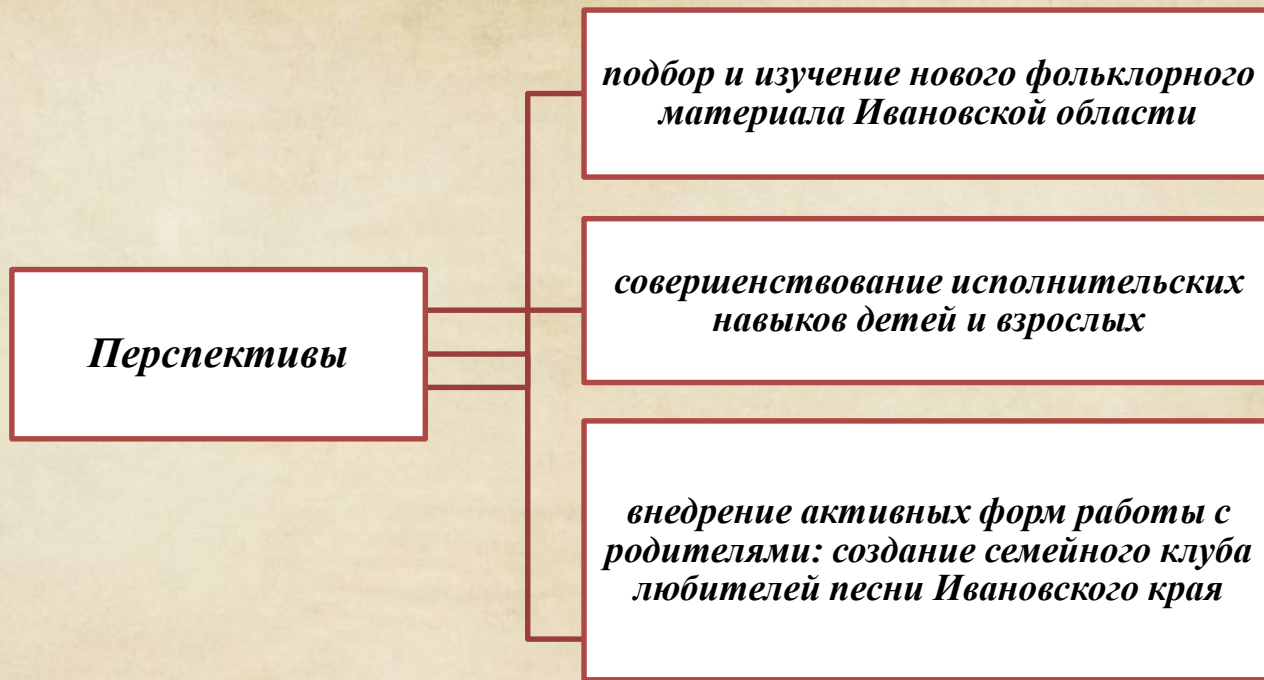 Перспективы
подбор и изучение нового фольклорного
материала Ивановской области
совершенствование исполнительских
навыков детей и взрослых
внедрение активных форм работы с
родителями: создание семейного клуба
любителей песни Ивановского края